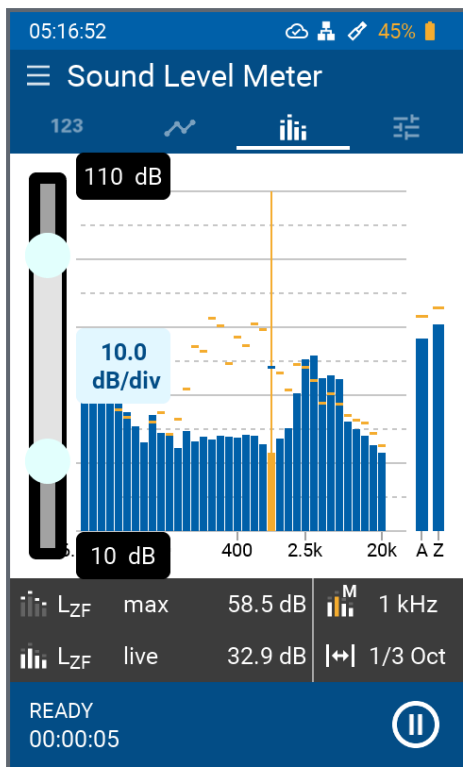 05:16:52 45%
Sound Level Meter
123
110 dB
10.0
dB/div
10 dB
400 2.5k 20k A Z
LZF max 58.5 dB M 1 kHz
LZF live 32.9 dB 1/3 Oct
READY
00:00:05